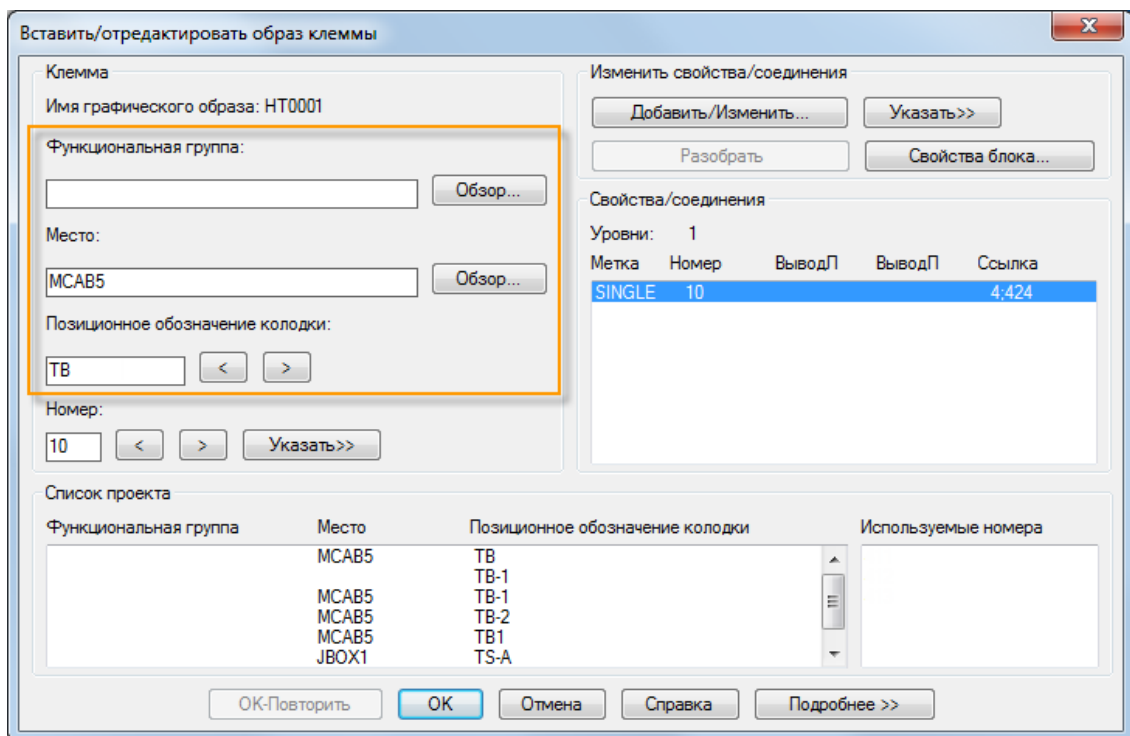 Вставить/отредактировать образ клеммы
Клемма
Имя графического образа: HT0001
Функциональная группа:
Обзор...
Место:
MCAB5
Обзор...
Позиционное обозначение колодки:
TB
<
>
Номер:
10
<
>
Указать>>
Изменить свойства/соединения
Добавить/Изменить...
Указать>>
Разобрать
Свойства блока...
Свойства/соединения
Уровни: 1
Метка Номер ВыводЛ ВыводП Ссылка
SINGLE 10 4;424
Список проекта
Функциональная группа Место Позиционное обозначение колодки Используемые номера
MCAB5 TB
TB-1
MCAB5 TB-1
MCAB5 TB-2
MCAB5 TB1
JBOX1 TS-A
ОК-Повторить OK Отмена Справка Подробнее >>